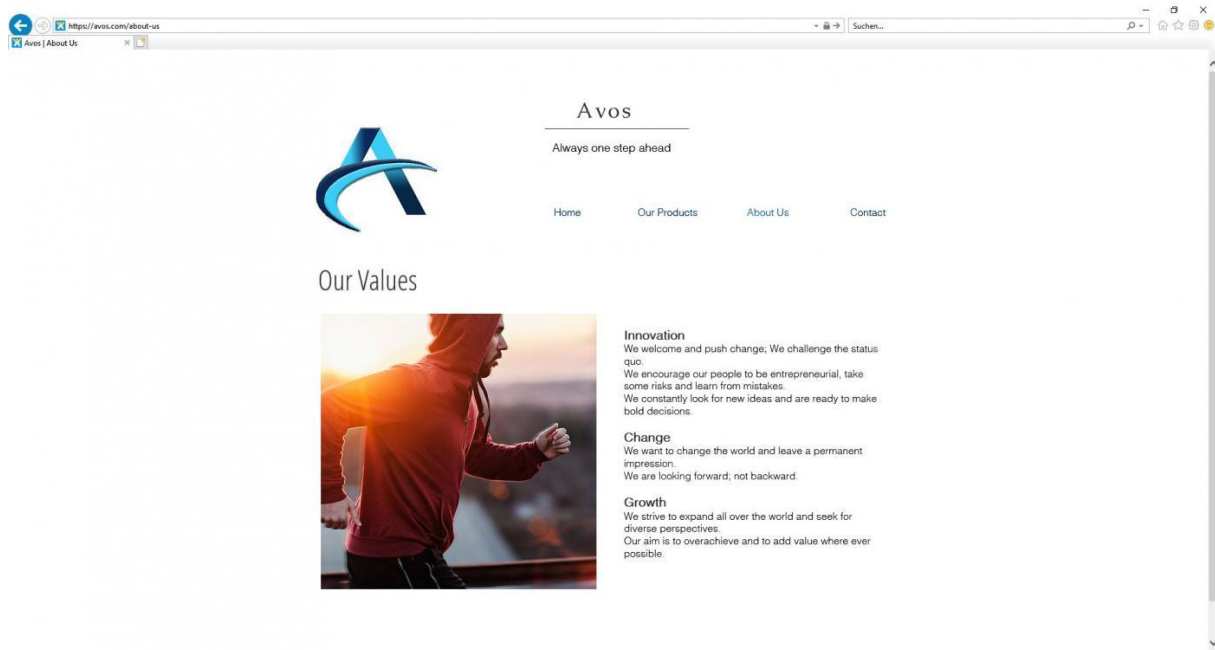 https://avos.com/about-us
Suchen...
Avos | About Us
Avos
Always one step ahead
Home Our Products About Us Contact
Our Values
Innovation
We welcome and push change; We challenge the status
quo.
We encourage our people to be entrepreneurial, take
some risks and learn from mistakes.
We constantly look for new ideas and are ready to make
bold decisions.
Change
We want to change the world and leave a permanent
impression.
We are looking forward; not backward.
Growth
We strive to expand all over the world and seek for
diverse perspectives.
Our aim is to overachieve and to add value where ever
possible.